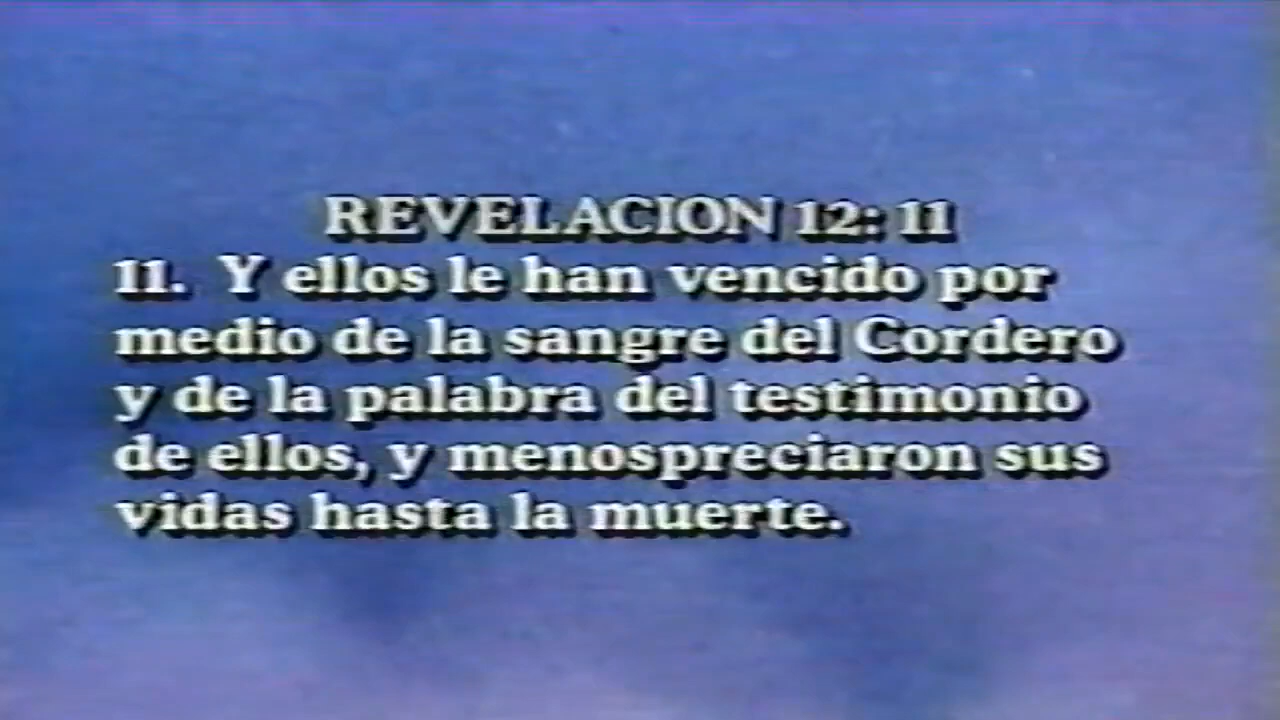 REVELACION 12: 11
11. Y ellos le han vencido por
medio de la sangre del Cordero
y de la palabra del testimonio
de ellos, y menospreciaron sus
vidas hasta la muerte.